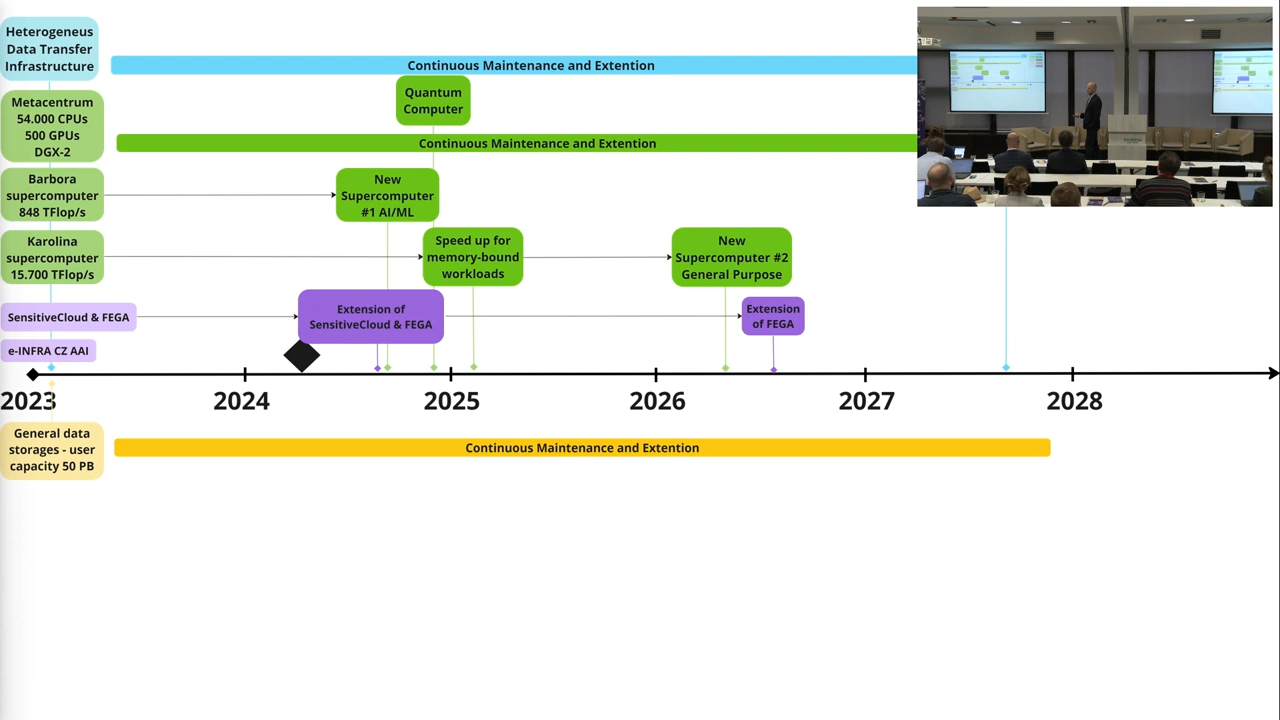 Heterogeneus
Data Transfer
Infrastructure
Continuous Maintenance and Extention
Quantum
Computer
Metacentrum
54.000 CPUs
500 GPUs
DGX-2
Continuous Maintenance and Extention
Barbora
supercomputer
848 TFlop/s
New
Supercomputer
#1 AI/ML
Karolina
supercomputer
15.700 TFlop/s
Speed up for
memory-bound
workloads
New
Supercomputer #2
General Purpose
SensitiveCloud & FEGA
Extension of
SensitiveCloud & FEGA
Extension
of FEGA
e-INFRA CZ AAI
2023
2024
2025
2026
2027
2028
General data
storages - user
capacity 50 PB
Continuous Maintenance and Extention